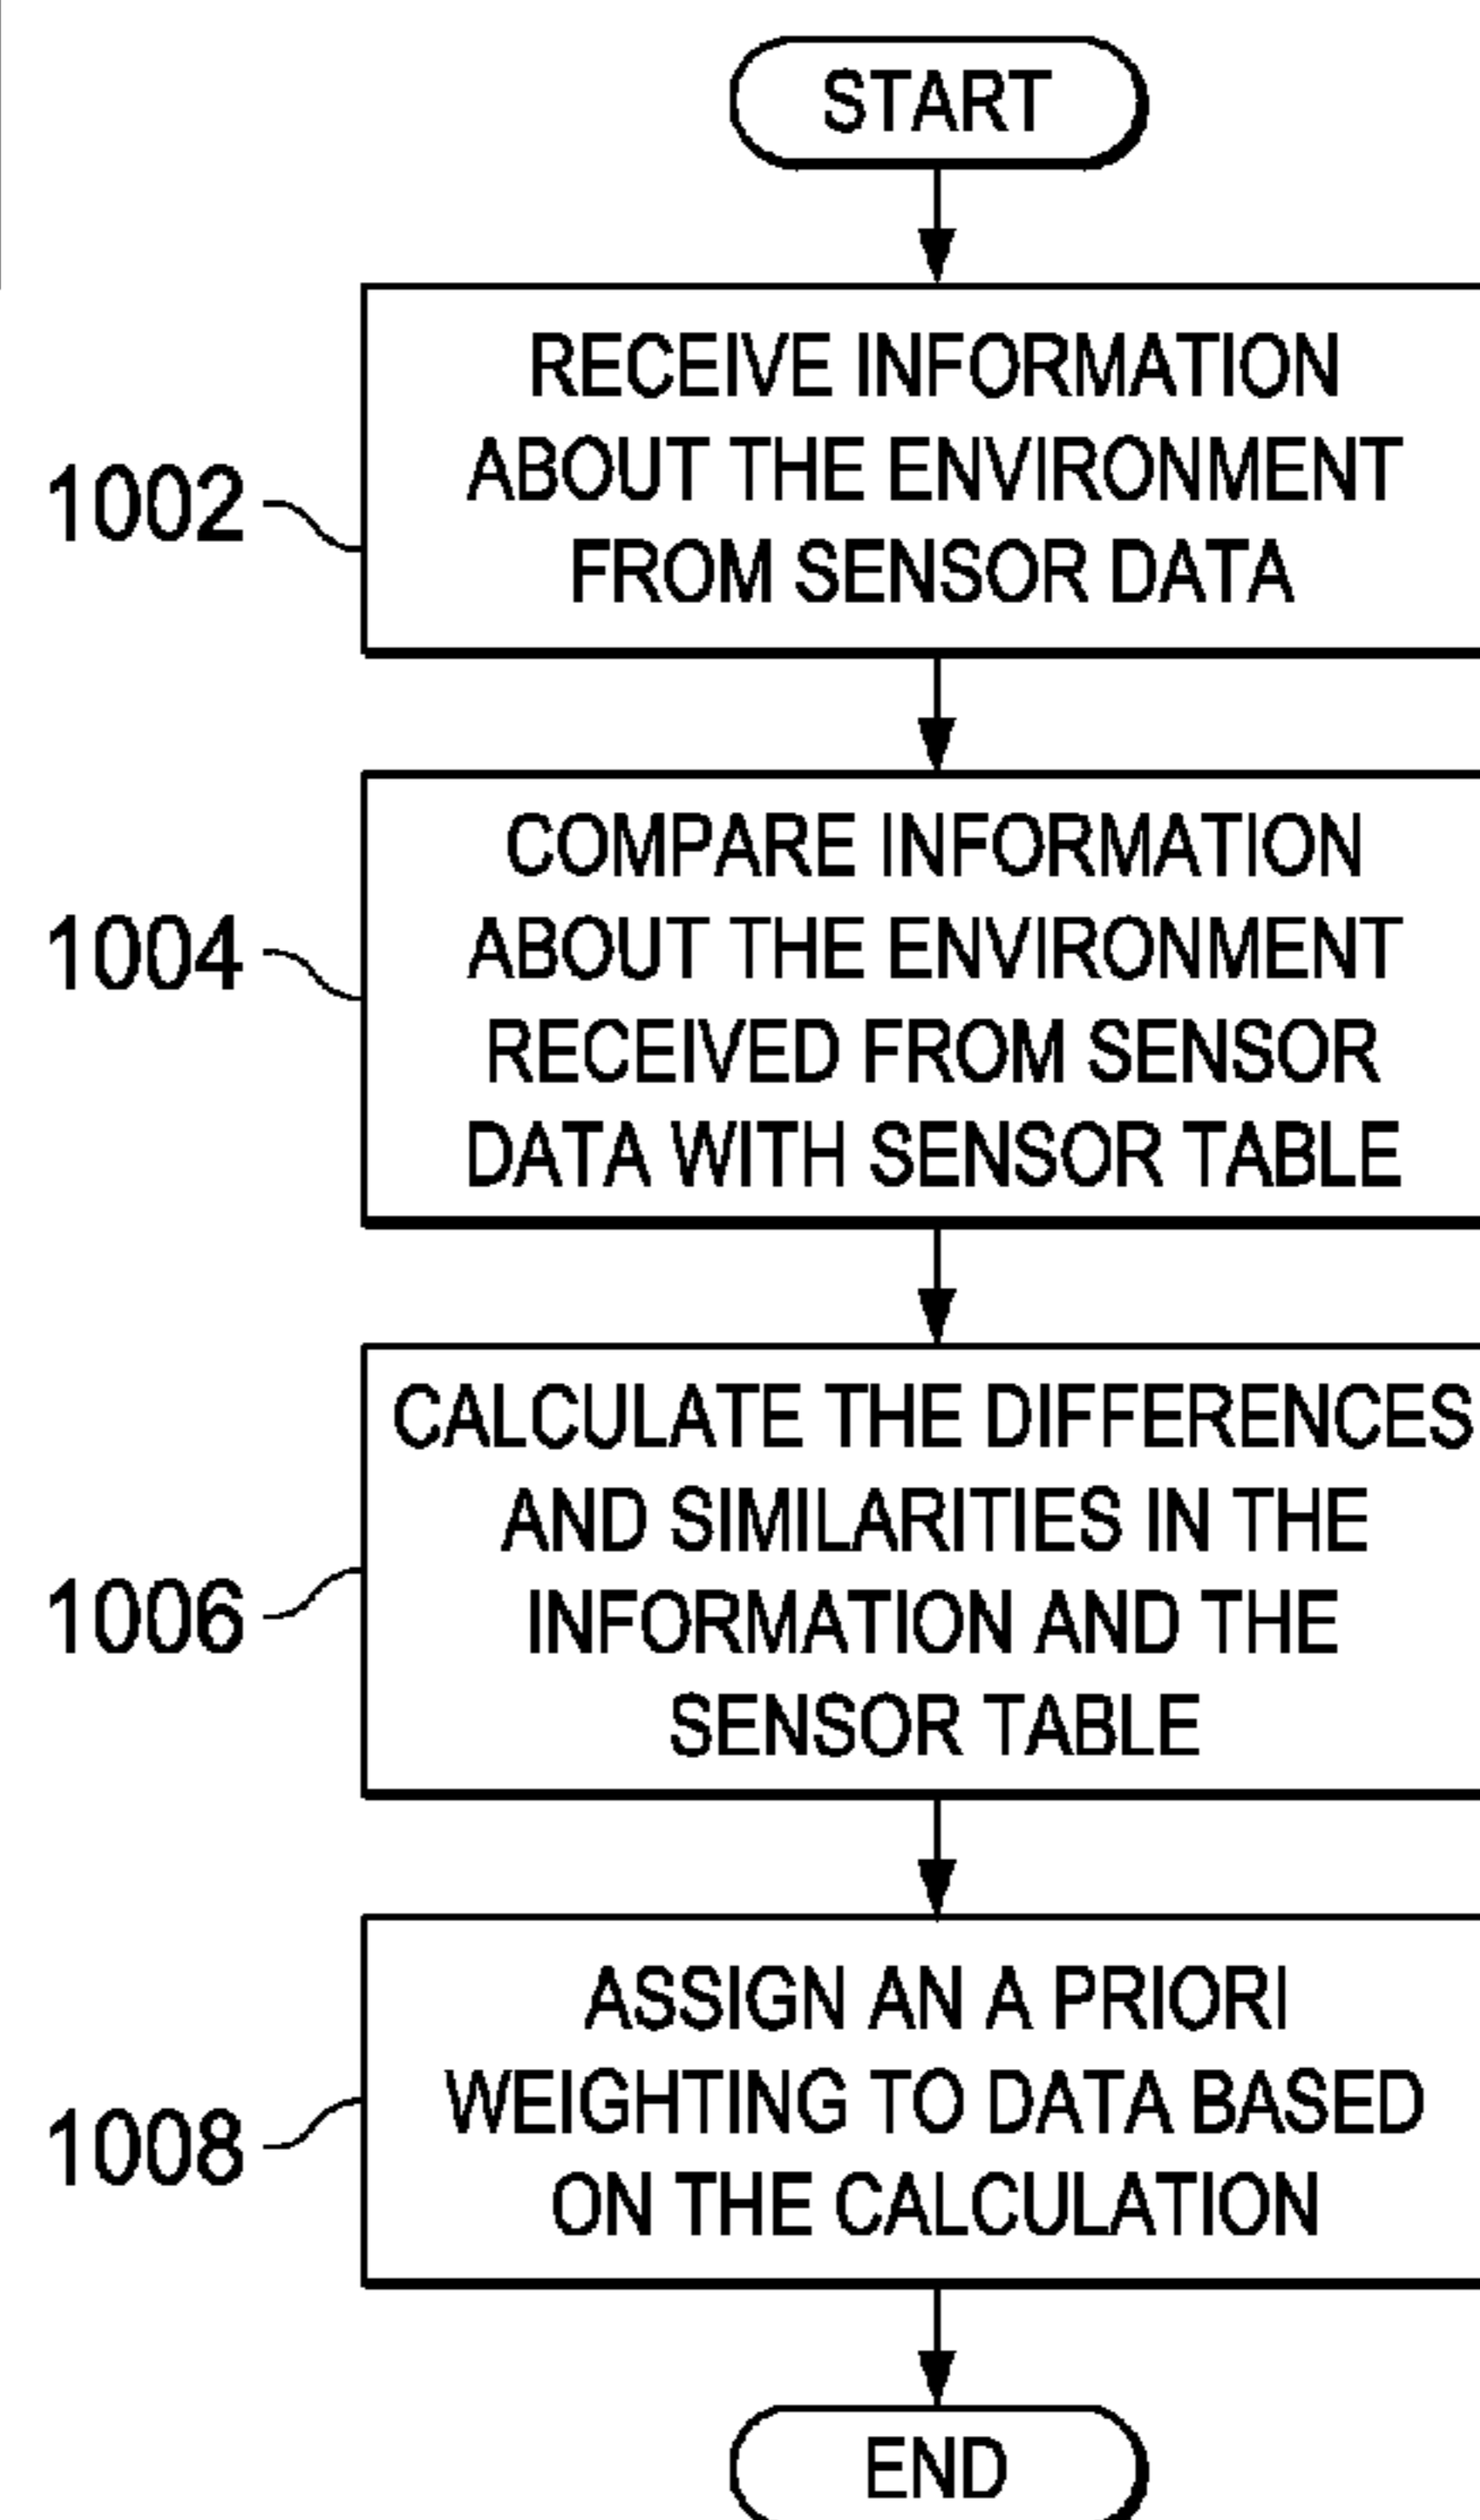 START
RECEIVE INFORMATION
ABOUT THE ENVIRONMENT
FROM SENSOR DATA
1002
COMPARE INFORMATION
ABOUT THE ENVIRONMENT
RECEIVED FROM SENSOR
DATA WITH SENSOR TABLE
1004
CALCULATE THE DIFFERENCES
AND SIMILARITIES IN THE
INFORMATION AND THE
SENSOR TABLE
1006
ASSIGN AN A PRIORI
WEIGHTING TO DATA BASED
ON THE CALCULATION
1008
END